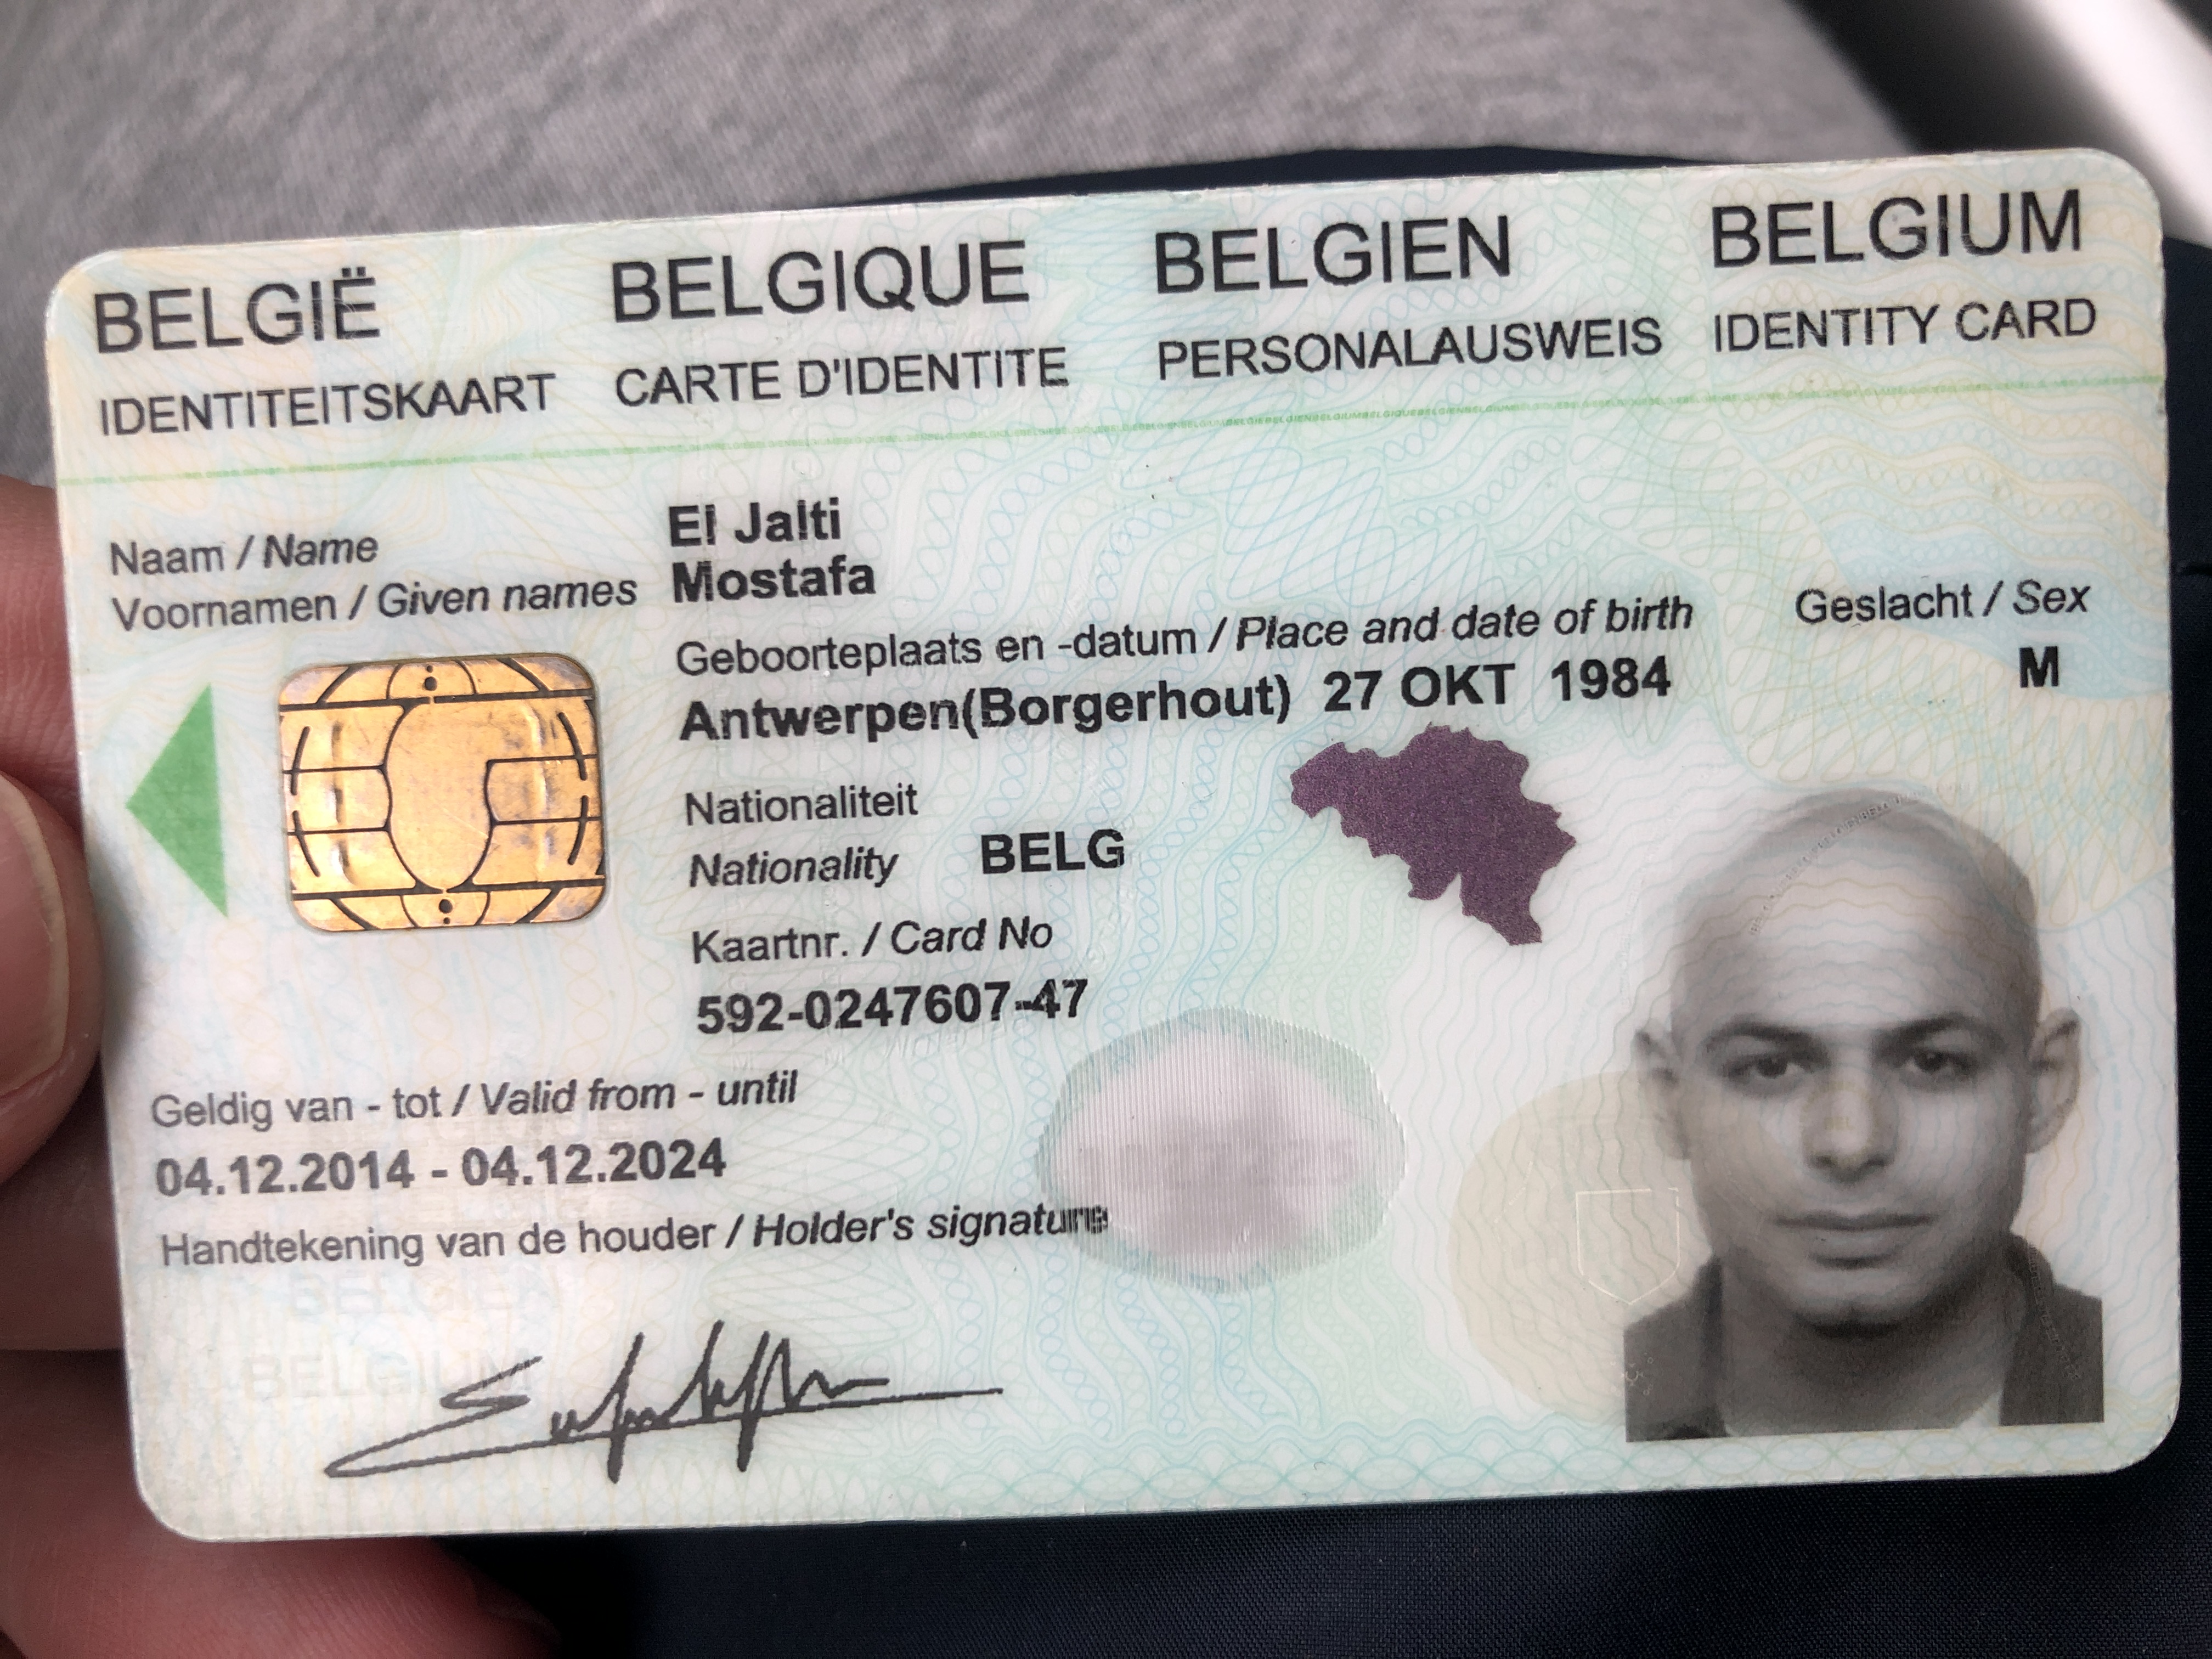 BELGIË BELGIQUE BELGIEN BELGIUM
IDENTITEITSKAART CARTE D'IDENTITE PERSONALAUSWEIS IDENTITY CARD
Naam / Name El Jalti
Voornamen / Given names Mostafa
Geboorteplaats en -datum / Place and date of birth Geslacht / Sex
Antwerpen(Borgerhout) 27 OKT 1984 M
Nationaliteit
Nationality BELG
Kaartnr. / Card No
592-0247607-47
Geldig van - tot / Valid from - until
04.12.2014 - 04.12.2024
Handtekening van de houder / Holder's signature